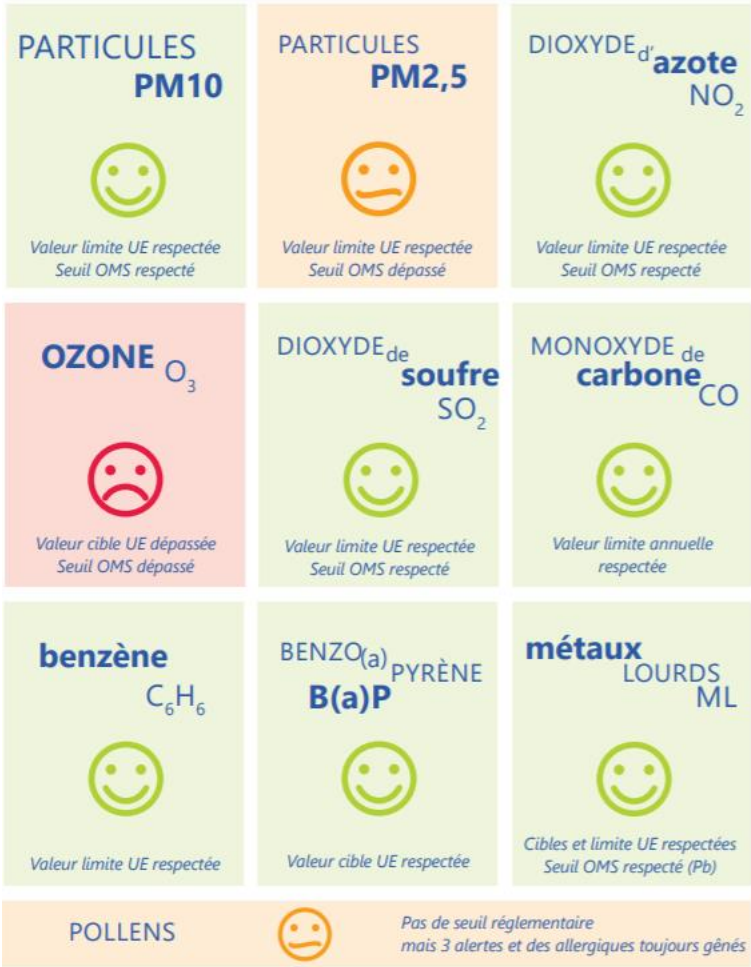 PARTICULES
PM10
Valeur limite UE respectée
Seuil OMS respecté
PARTICULES
PM2,5
Valeur limite UE respectée
Seuil OMS dépassé
DIOXYDE d'azote
NO₂
Valeur limite UE respectée
Seuil OMS respecté
OZONE O₃
Valeur cible UE dépassée
Seuil OMS dépassé
DIOXYDE de
soufre
SO₂
Valeur limite UE respectée
Seuil OMS respecté
MONOXYDE de
carbone CO
Valeur limite annuelle
respectée
benzène
C₆H₆
Valeur limite UE respectée
BENZO(a) PYRÈNE
B(a)P
Valeur cible UE respectée
métaux
LOURDS
ML
Cibles et limite UE respectées
Seuil OMS respecté (Pb)
POLLENS
Pas de seuil réglementaire
mais 3 alertes et des allergiques toujours gênés